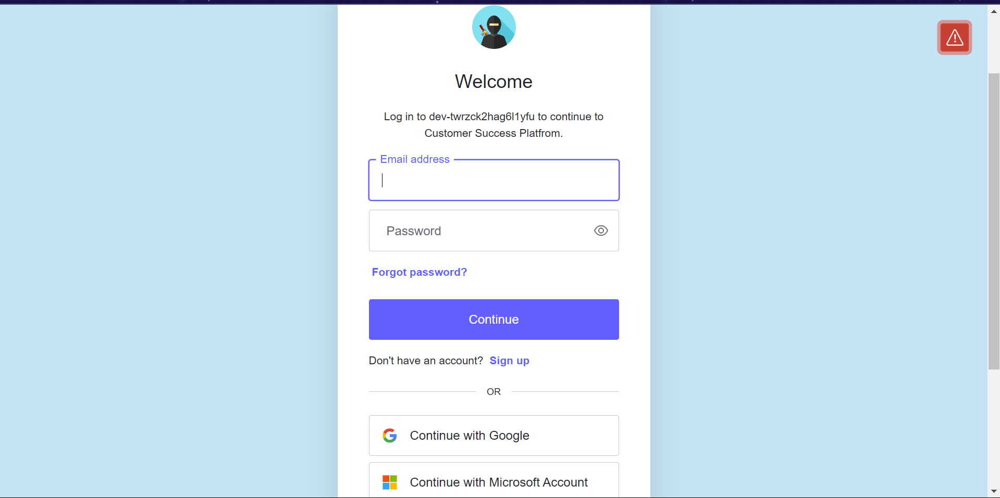 Welcome
Log in to dev-twrzck2hag6l1yfu to continue to
Customer Success Platfrom.
Email address
Password
Forgot password?
Continue
Don't have an account? Sign up
OR
Continue with Google
Continue with Microsoft Account